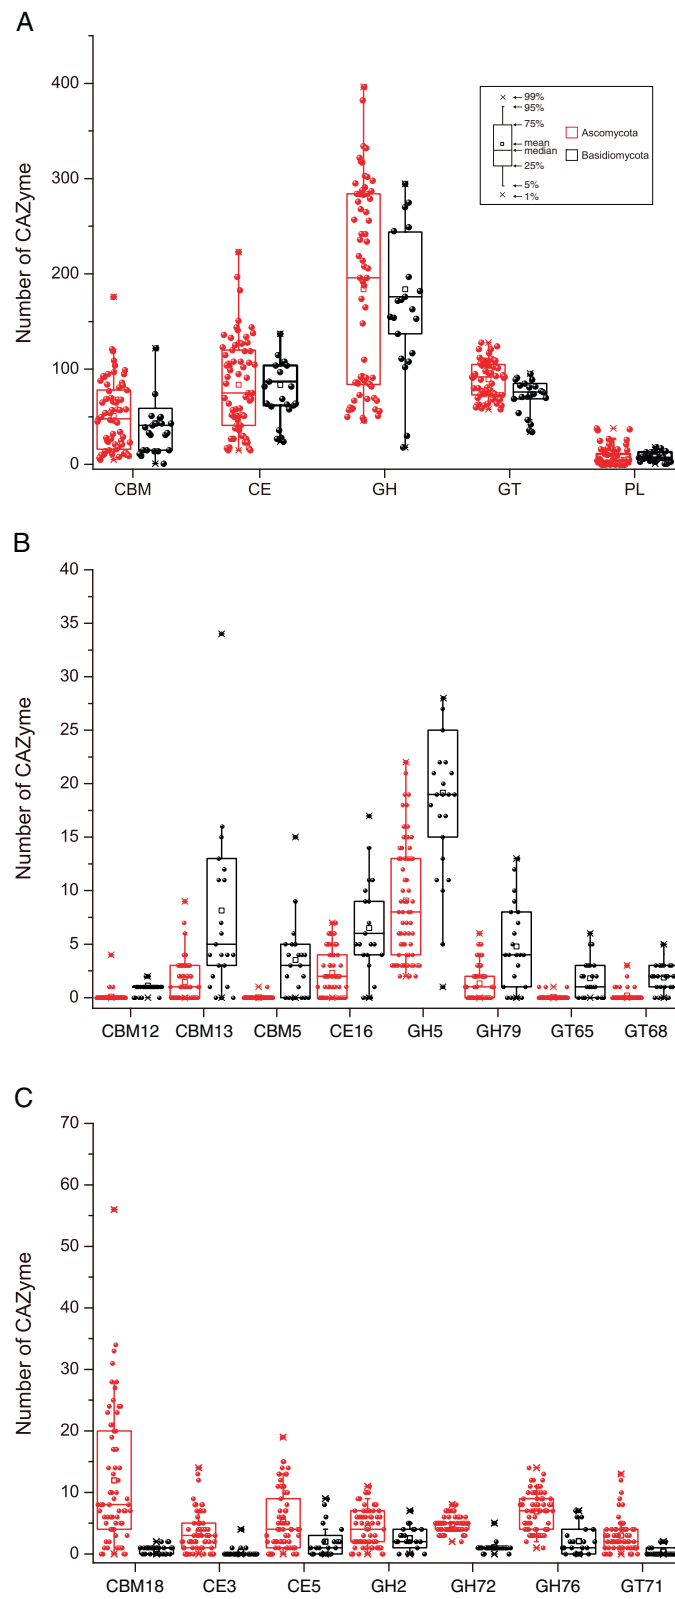 A
Number of CAZyme
400
300
200
100
0
99%
95%
75%
mean
median
25%
5%
1%
Ascomycota
Basidiomycota
CBM CE GH GT PL
B
Number of CAZyme
40
35
30
25
20
15
10
5
0
CBM12 CBM13 CBM5 CE16 GH5 GH79 GT65 GT68
C
Number of CAZyme
70
60
50
40
30
20
10
0
CBM18 CE3 CE5 GH2 GH72 GH76 GT71